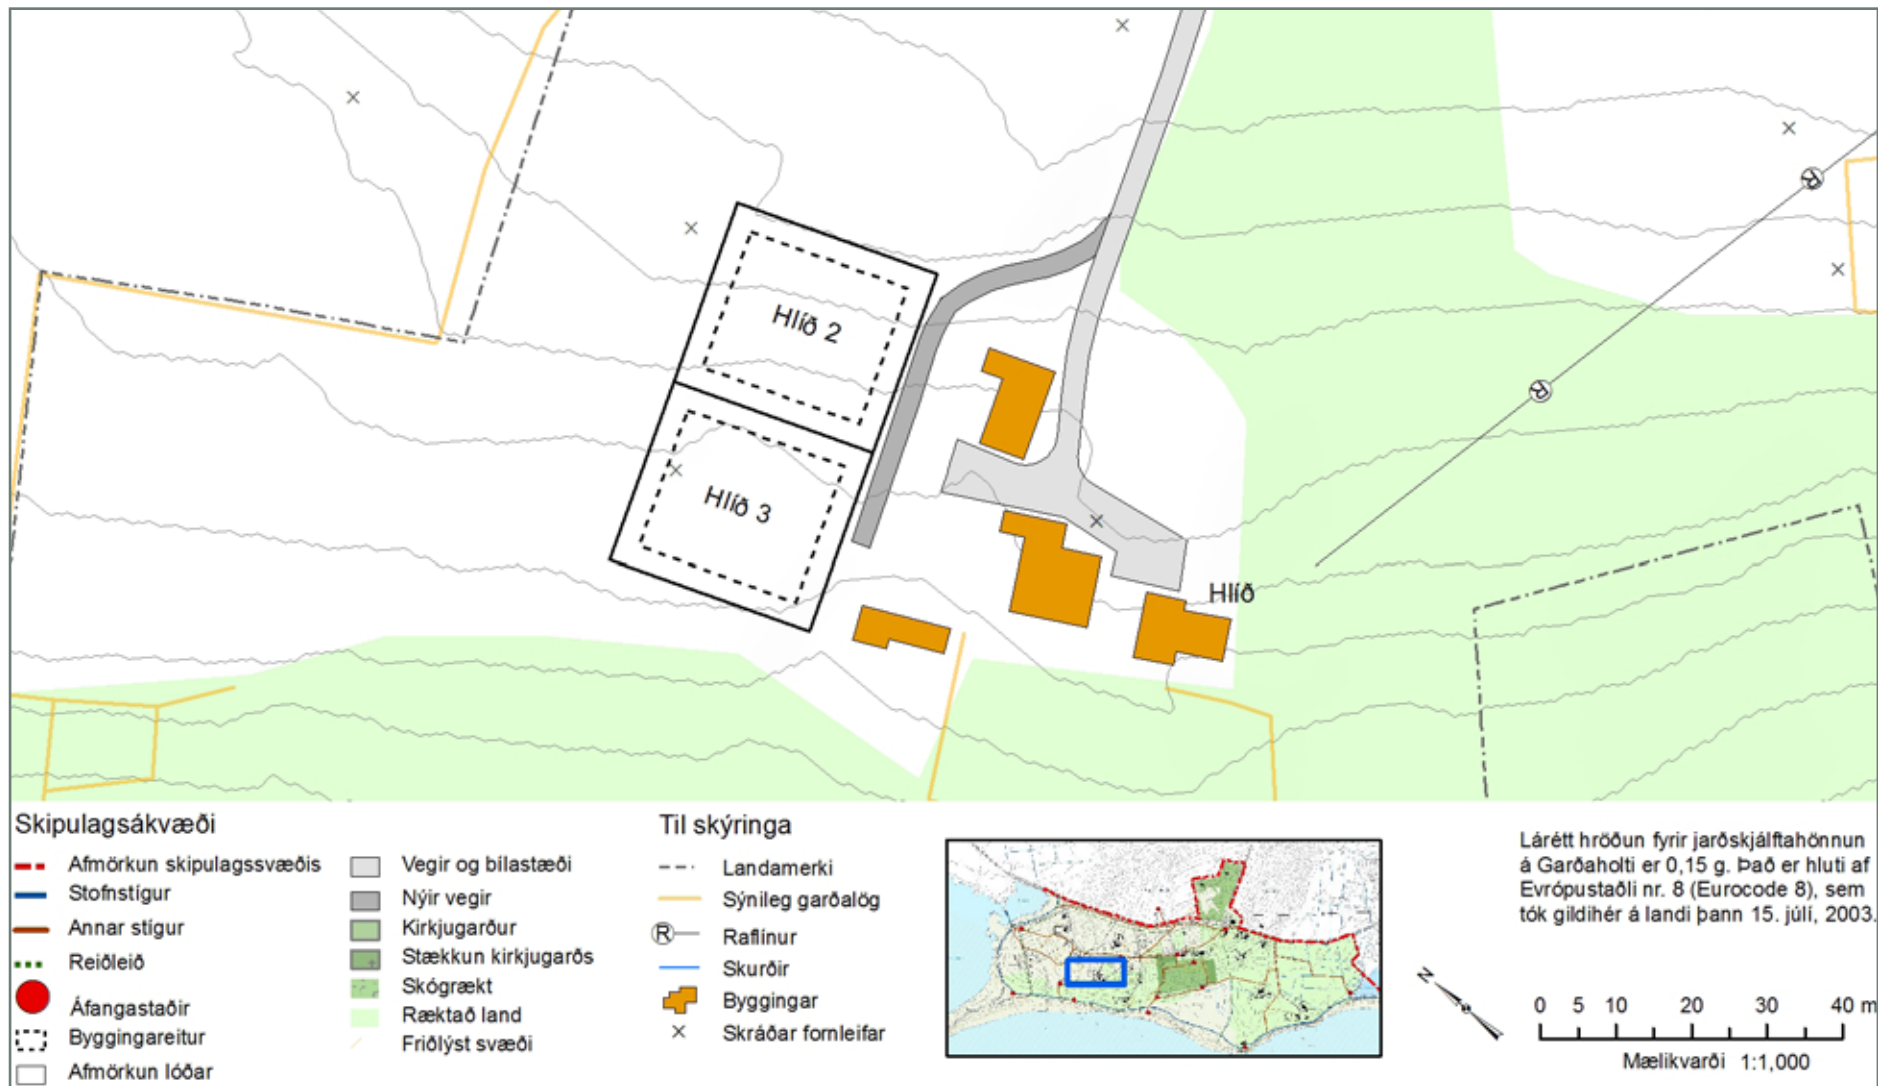 Hlíð 2
Hlíð 3
Hlíð
R
R
Skipulagsákvæði
Afmörkun skipulagssvæðis
Stofnstígur
Annar stígur
Reiðleið
Áfangastaðir
Byggingareitur
Afmörkun lóðar
Vegir og bílastæði
Nýir vegir
Kirkjugarður
Stækkun kirkjugarðs
Skógrækt
Ræktað land
Friðlýst svæði
Til skýringa
Landamerki
Sýnileg garðalög
R Raflínur
Skurðir
Byggingar
Skráðar fornleifar
Lárétt hröðun fyrir jarðskjálftahönnun
á Garðaholti er 0,15 g. Það er hluti af
Evrópustaðli nr. 8 (Eurocode 8), sem
tók gildihér á landi þann 15. júlí, 2003.
N
0 5 10 20 30 40 m
Mælikvarði 1:1,000